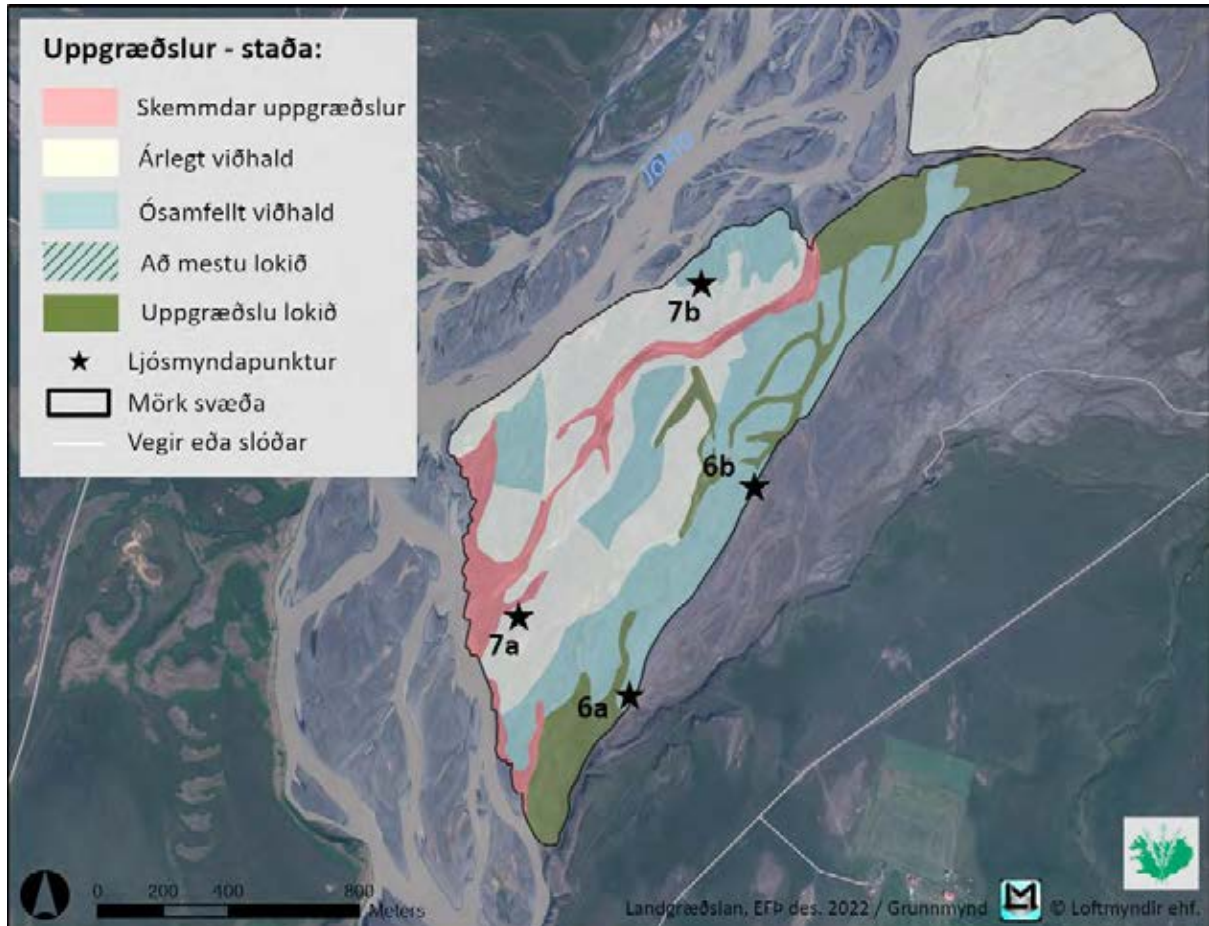 Uppgræðslur - staða:
Skemmdar uppgræðslur
Árlegt viðhald
Ósamfellt viðhald
Að mestu lokið
Uppgræðslu lokið
Ljósmyndapunktur
Mörk svæða
Vegir eða slóðar
7b
6b
7a
6a
0 200 400 800
Meters
Landgræðslan, EFÞ des. 2022 / Grunnmynd © Loftmyndir ehf.